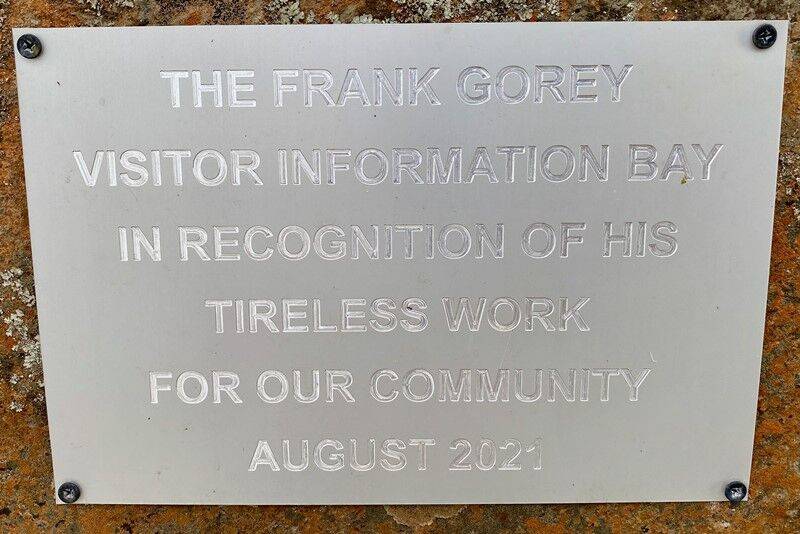 THE FRANK GOREY
VISITOR INFORMATION BAY
IN RECOGNITION OF HIS
TIRELESS WORK
FOR OUR COMMUNITY
AUGUST 2021